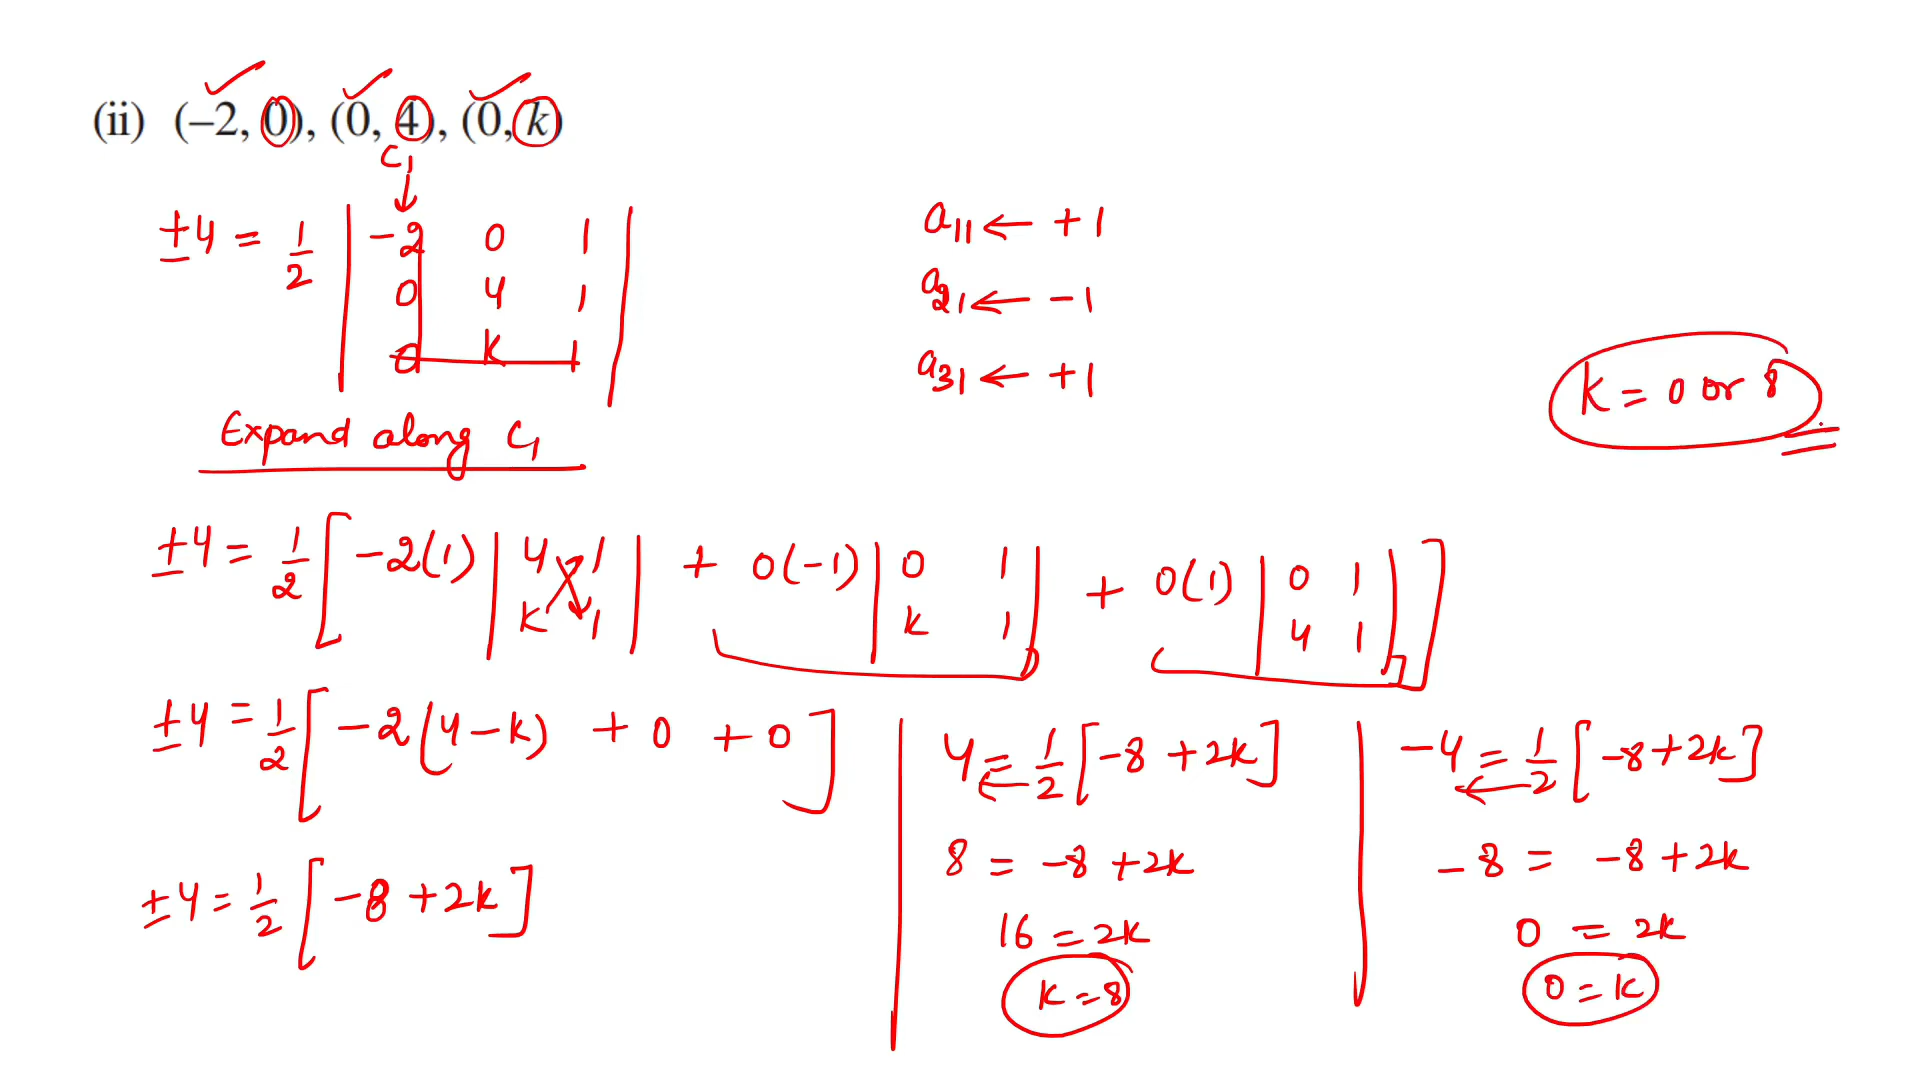 (ii) (–2, 0), (0, 4), (0, k)
C₁
±4 = 1/2 | -2 0 1 |
0 4 1
0 k 1
a₁₁ ← +1
a₂₁ ← -1
a₃₁ ← +1
k = 0 or 8
Expand along C₁
±4 = 1/2 [ -2(1) | 4 1 | + 0(-1) | 0 1 | + 0(1) | 0 1 | ]
k 1 k 1 4 1
±4 = 1/2 [ -2(4-k) + 0 + 0 ]
±4 = 1/2 [ -8 + 2k ]
4 = 1/2 [ -8 + 2k ]
8 = -8 + 2k
16 = 2k
k = 8
-4 = 1/2 [ -8 + 2k ]
-8 = -8 + 2k
0 = 2k
0 = k